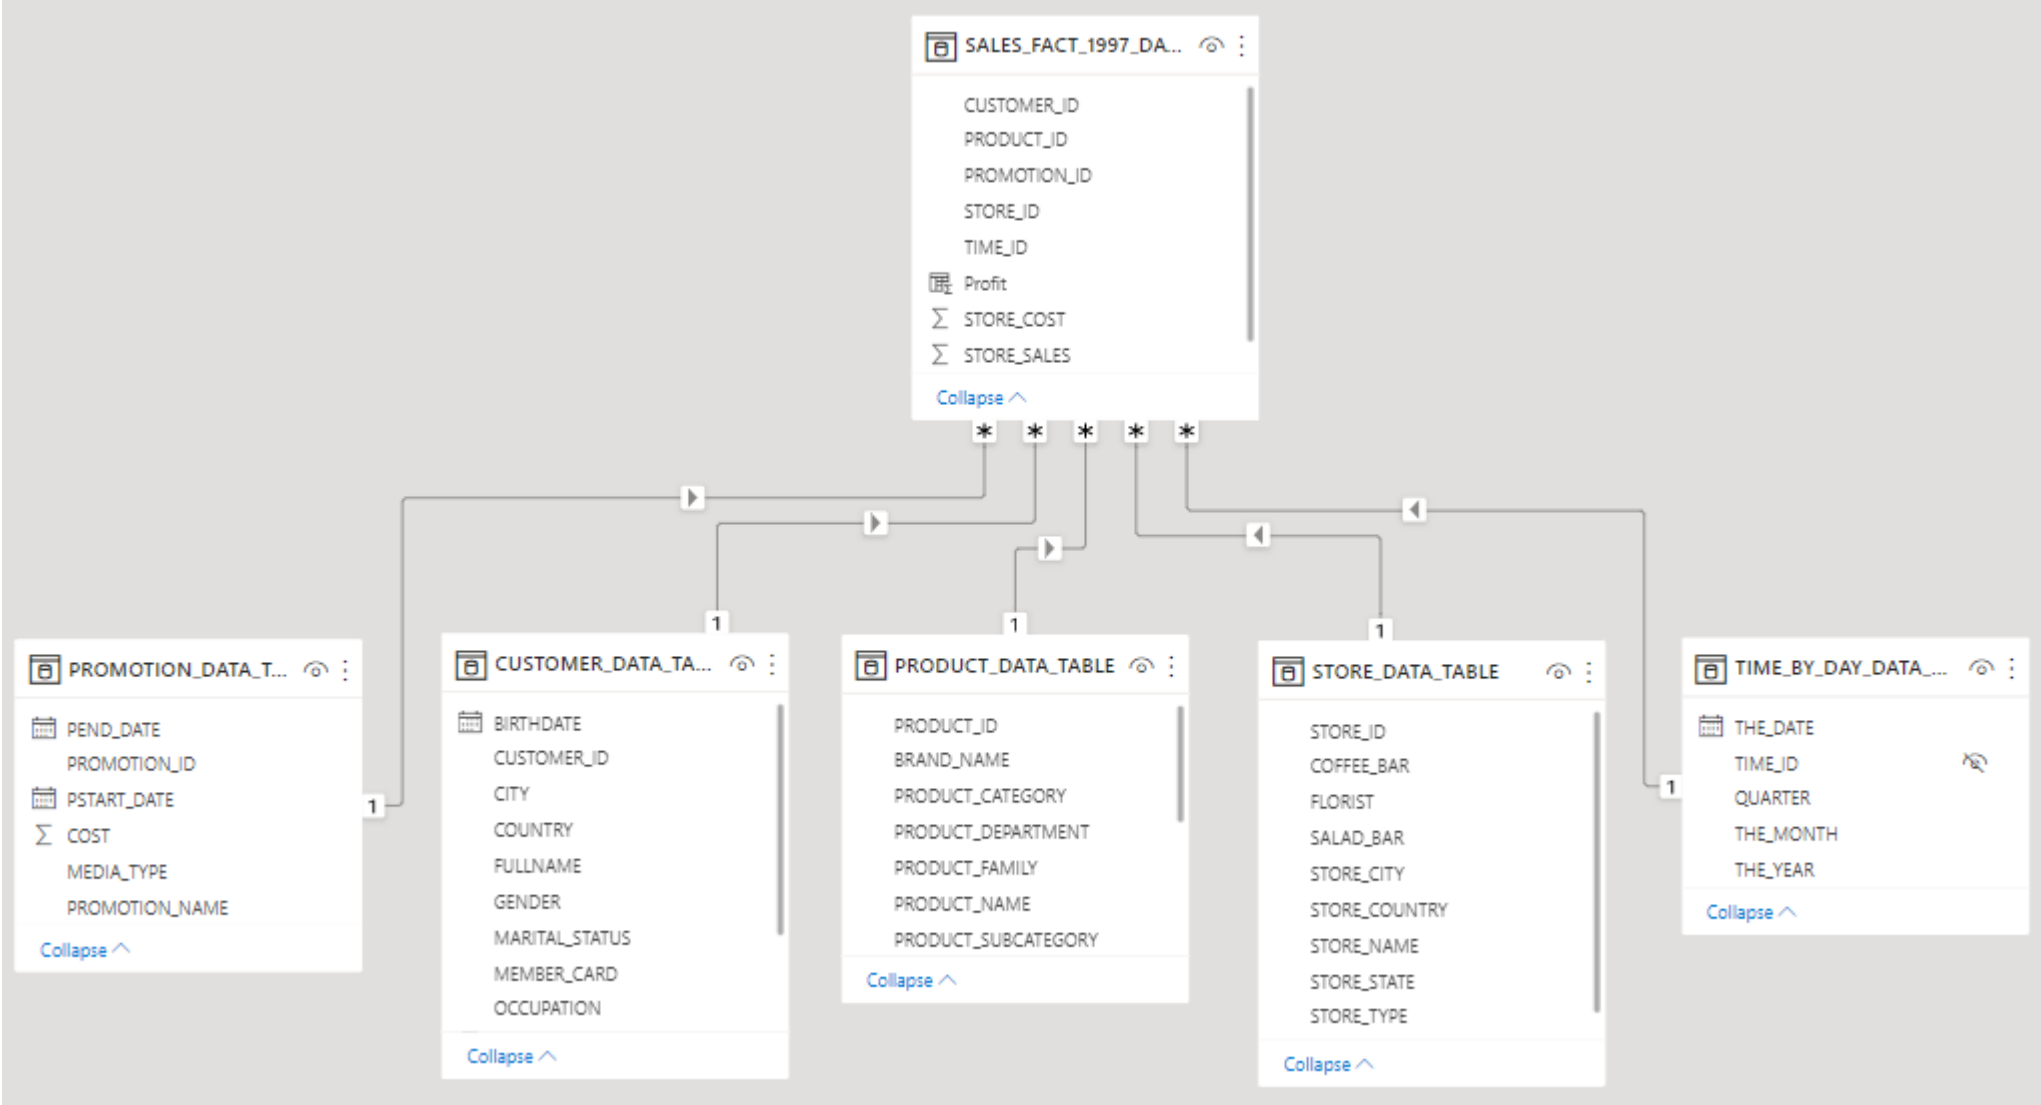 SALES_FACT_1997_DA...
CUSTOMER_ID
PRODUCT_ID
PROMOTION_ID
STORE_ID
TIME_ID
Profit
STORE_COST
STORE_SALES
Collapse
* * * * *
1
1
1
1
1
PROMOTION_DATA_T...
PEND_DATE
PROMOTION_ID
PSTART_DATE
COST
MEDIA_TYPE
PROMOTION_NAME
Collapse
CUSTOMER_DATA_TA...
BIRTHDATE
CUSTOMER_ID
CITY
COUNTRY
FULLNAME
GENDER
MARITAL_STATUS
MEMBER_CARD
OCCUPATION
Collapse
PRODUCT_DATA_TABLE
PRODUCT_ID
BRAND_NAME
PRODUCT_CATEGORY
PRODUCT_DEPARTMENT
PRODUCT_FAMILY
PRODUCT_NAME
PRODUCT_SUBCATEGORY
Collapse
STORE_DATA_TABLE
STORE_ID
COFFEE_BAR
FLORIST
SALAD_BAR
STORE_CITY
STORE_COUNTRY
STORE_NAME
STORE_STATE
STORE_TYPE
Collapse
TIME_BY_DAY_DATA_...
THE_DATE
TIME_ID
QUARTER
THE_MONTH
THE_YEAR
Collapse